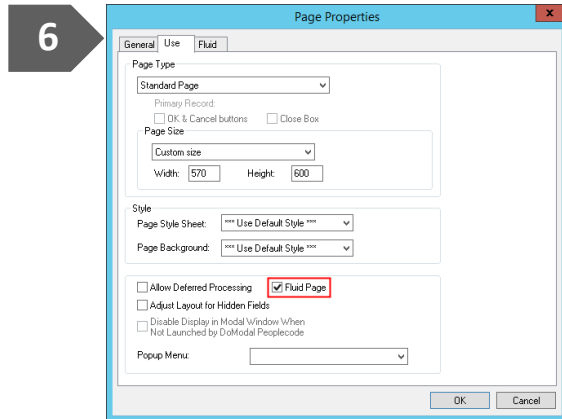 6
Page Properties
x
General Use Fluid
Page Type
Standard Page
Primary Record:
OK & Cancel buttons Close Box
Page Size
Custom size
Width: 570 Height: 600
Style
Page Style Sheet: *** Use Default Style ***
Page Background: *** Use Default Style ***
Allow Deferred Processing Fluid Page
Adjust Layout for Hidden Fields
Disable Display in Modal Window When
Not Launched by DoModal Peoplecode
Popup Menu:
OK Cancel